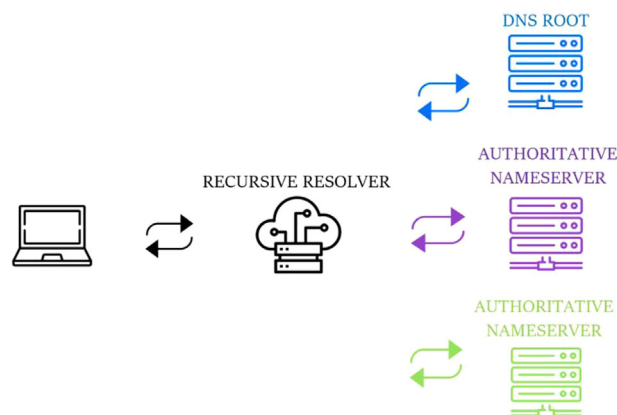 DNS ROOT
AUTHORITATIVE
NAMESERVER
RECURSIVE RESOLVER
AUTHORITATIVE
NAMESERVER